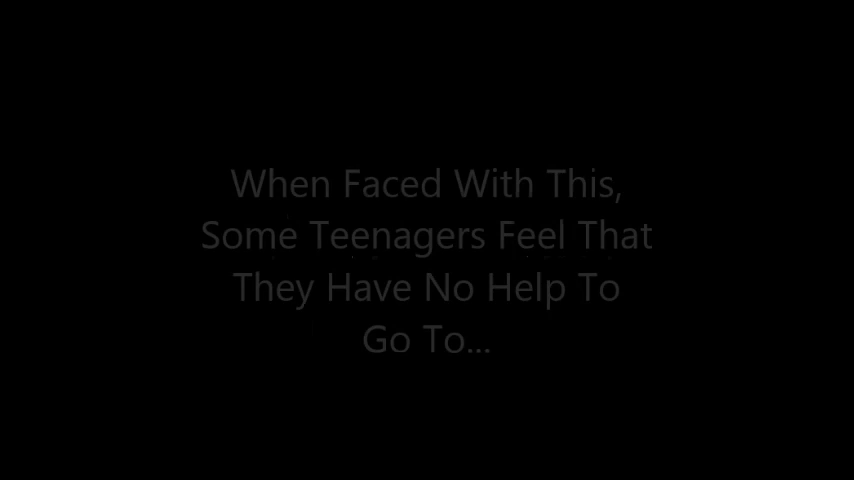 When Faced With This,
Some Teenagers Feel That
They Have No Help To
Go To...